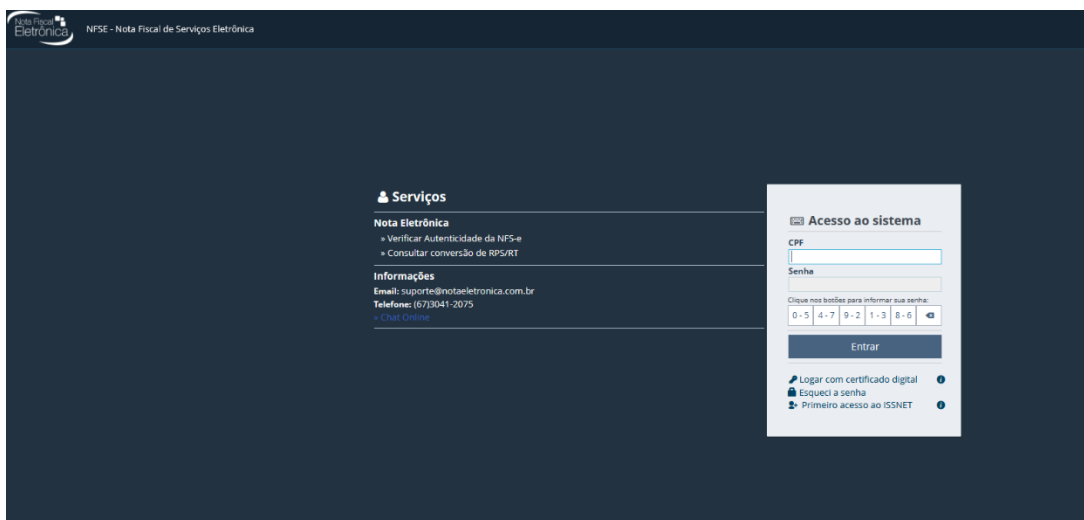 Nota Fiscal
Eletrônica
NFSE - Nota Fiscal de Serviços Eletrônica
Serviços
Nota Eletrônica
» Verificar Autenticidade da NFS-e
» Consultar conversão de RPS/RT
Informações
Email: suporte@notaeletronica.com.br
Telefone: (67)3041-2075
» Chat Online
Acesso ao sistema
CPF
Senha
Clique nos botões para informar sua senha:
0 - 5 4 - 7 9 - 2 1 - 3 8 - 6
Entrar
Logar com certificado digital
Esqueci a senha
Primeiro acesso ao ISSNET